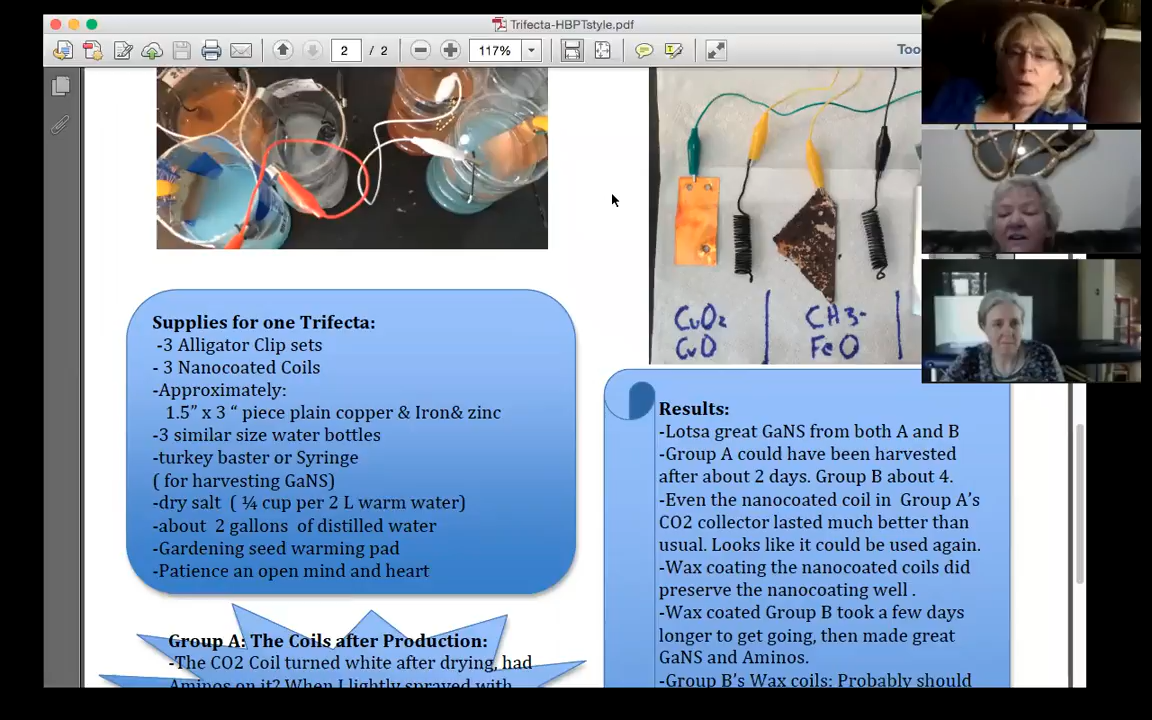 Trifecta-HBPTstyle.pdf
2 / 2
117%
Too
CuO2
CuO
CH3-
FeO
Supplies for one Trifecta:
-3 Alligator Clip sets
- 3 Nanocoated Coils
-Approximately:
1.5” x 3 “ piece plain copper & Iron& zinc
-3 similar size water bottles
-turkey baster or Syringe
( for harvesting GaNS)
-dry salt ( ¼ cup per 2 L warm water)
-about 2 gallons of distilled water
-Gardening seed warming pad
-Patience an open mind and heart
Group A: The Coils after Production:
-The CO2 Coil turned white after drying, had
Aminos on it? When I lightly sprayed with
Results:
-Lotsa great GaNS from both A and B
-Group A could have been harvested
after about 2 days. Group B about 4.
-Even the nanocoated coil in Group A’s
CO2 collector lasted much better than
usual. Looks like it could be used again.
-Wax coating the nanocoated coils did
preserve the nanocoating well .
-Wax coated Group B took a few days
longer to get going, then made great
GaNS and Aminos.
-Group B’s Wax coils: Probably should